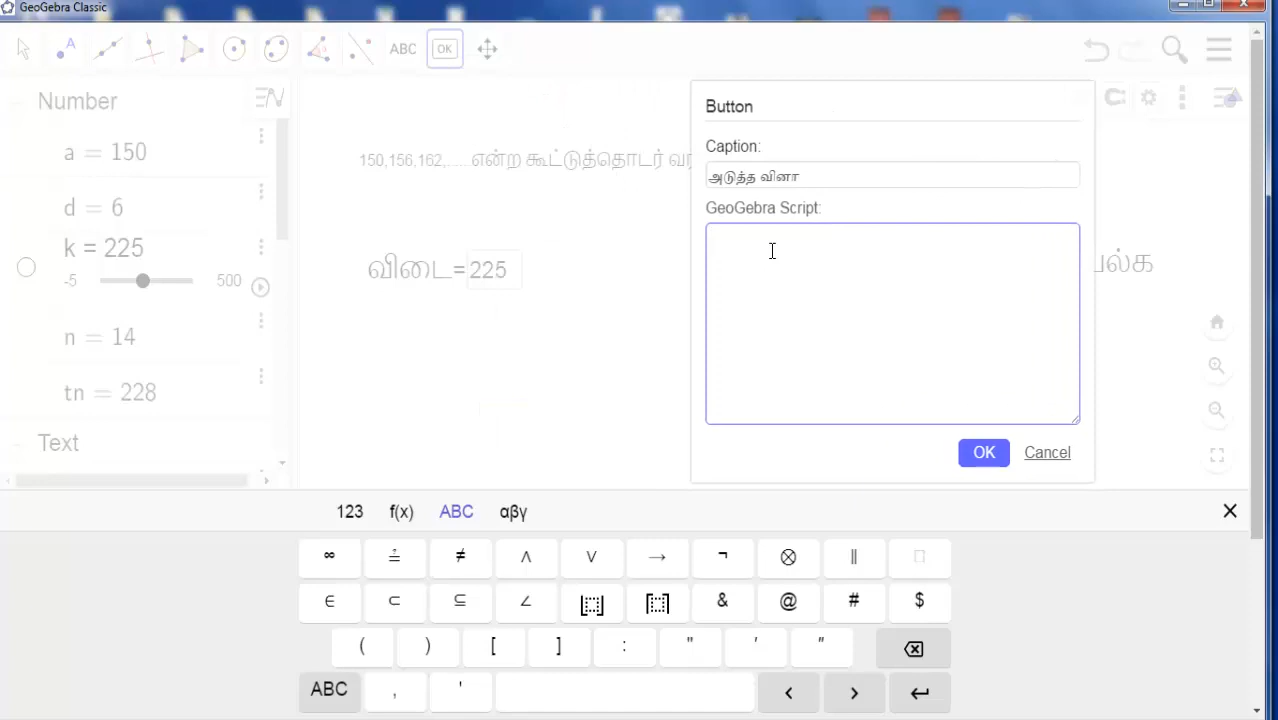 GeoGebra Classic
ABC
OK
Number
a = 150
d = 6
k = 225
-5
500
n = 14
tn = 228
Text
150,156,162,.....என்ற கூட்டுத்தொடர்
விடை=225
Button
Caption:
அடுத்த வினா
GeoGebra Script:
OK
Cancel
123
f(x)
ABC
αβγ
∞ ≟ ≠ ∧ ∨ → ¬ ⊗ ∥
∈ ⊂ ⊆ ∠ & @ # $
( ) [ ] : " ′ ″
ABC , ' < >